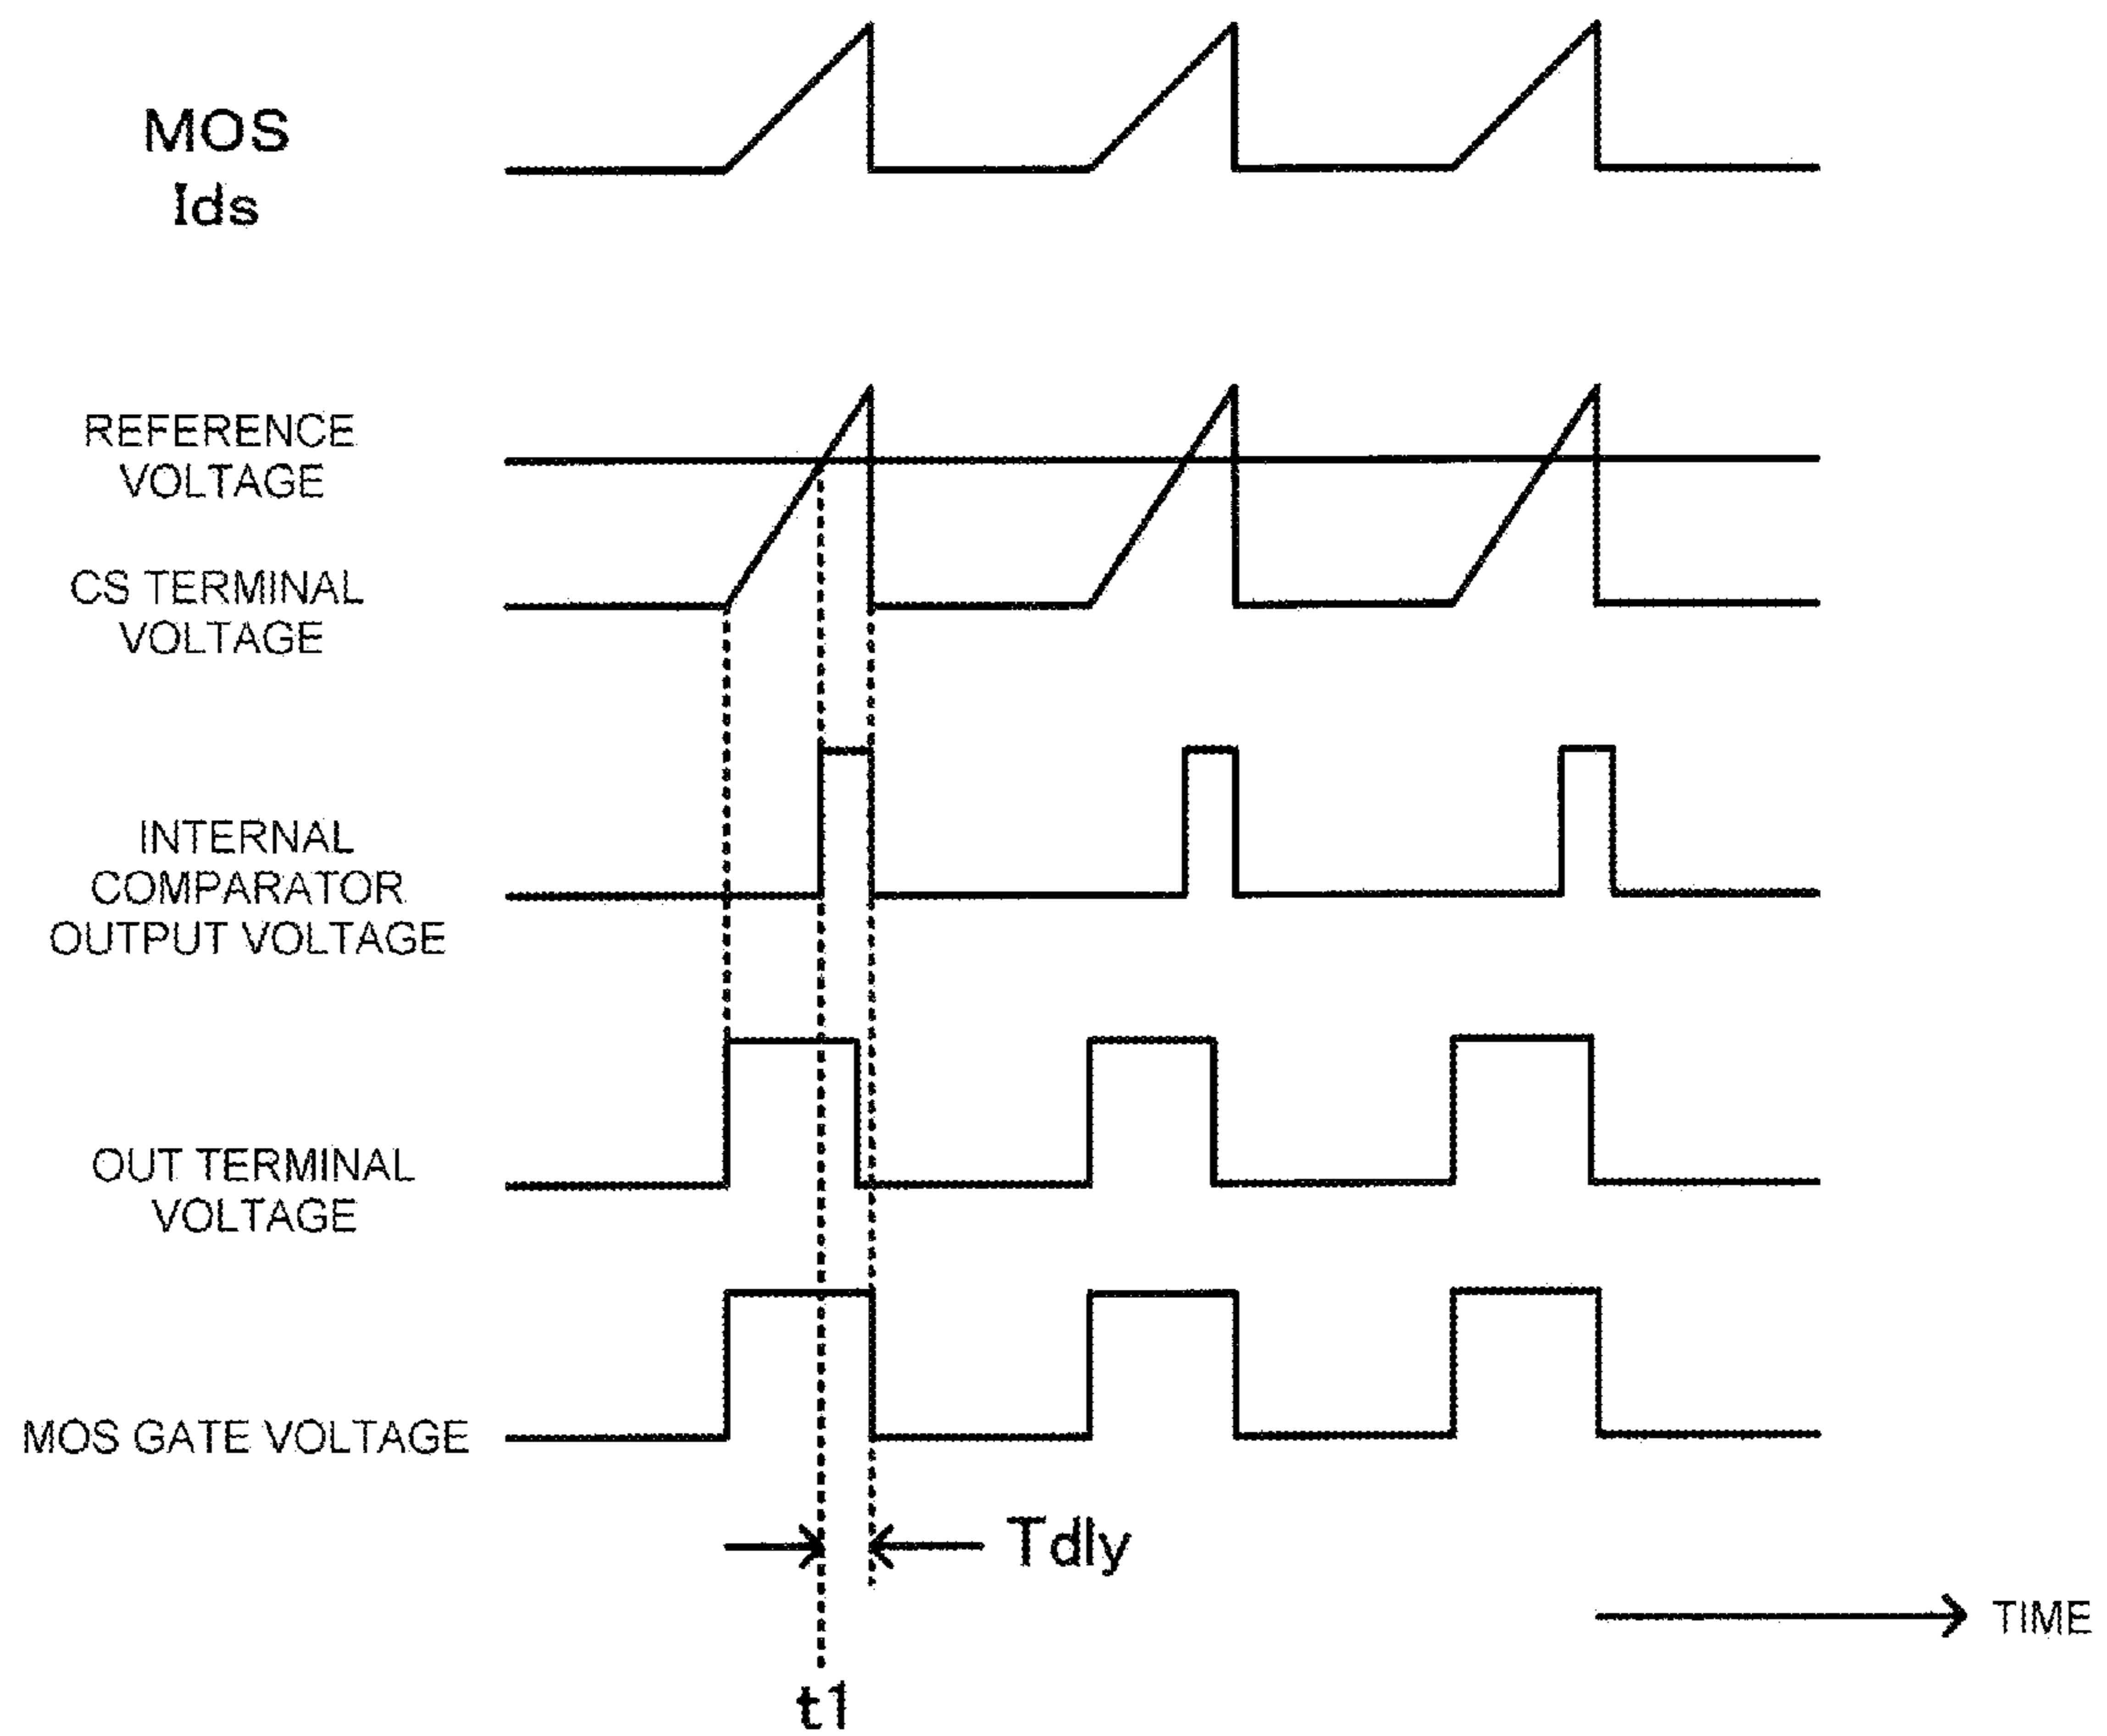 MOS
Ids
REFERENCE
VOLTAGE
CS TERMINAL
VOLTAGE
INTERNAL
COMPARATOR
OUTPUT VOLTAGE
OUT TERMINAL
VOLTAGE
MOS GATE VOLTAGE
Tdly
TIME
t1